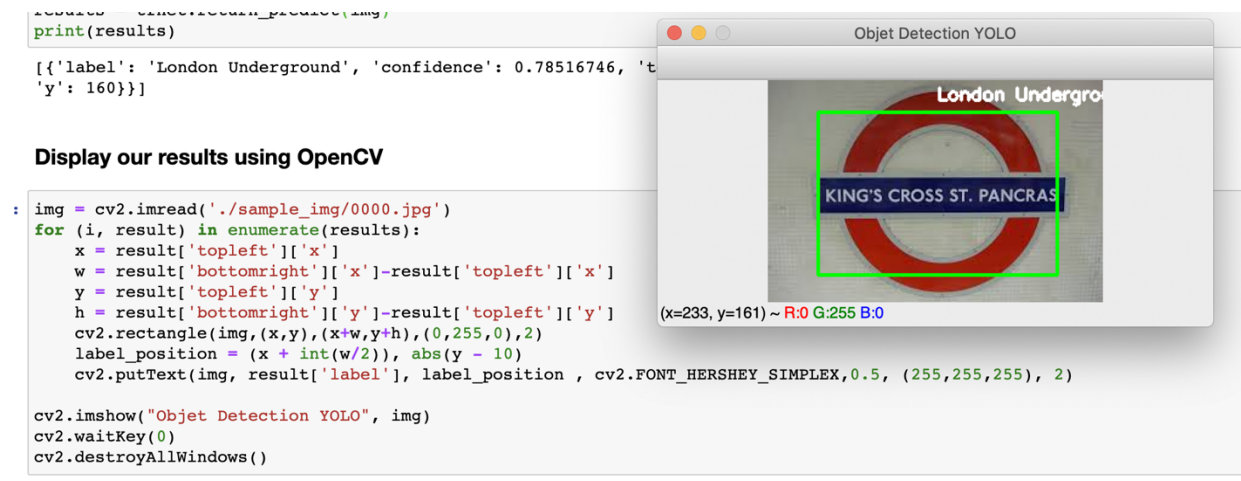 results = tfnet.return_predict(img)
print(results)
[{'label': 'London Underground', 'confidence': 0.78516746, 't
'y': 160}}]
Display our results using OpenCV
: img = cv2.imread('./sample_img/0000.jpg')
for (i, result) in enumerate(results):
    x = result['topleft']['x']
    w = result['bottomright']['x']-result['topleft']['x']
    y = result['topleft']['y']
    h = result['bottomright']['y']-result['topleft']['y']
    cv2.rectangle(img,(x,y),(x+w,y+h),(0,255,0),2)
    label_position = (x + int(w/2)), abs(y - 10)
    cv2.putText(img, result['label'], label_position , cv2.FONT_HERSHEY_SIMPLEX,0.5, (255,255,255), 2)
cv2.imshow("Objet Detection YOLO", img)
cv2.waitKey(0)
cv2.destroyAllWindows()
Objet Detection YOLO
London Undergro
KING'S CROSS ST. PANCRAS
(x=233, y=161) ~ R:0 G:255 B:0